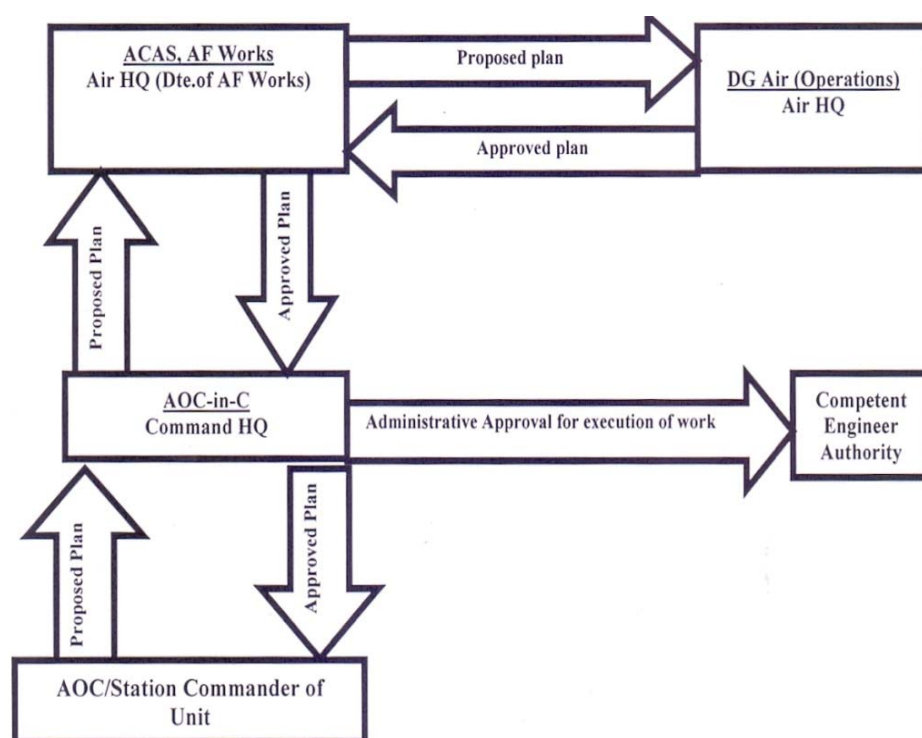 ACAS, AF Works
Air HQ (Dte.of AF Works)
Proposed plan
DG Air (Operations)
Air HQ
Approved plan
Proposed Plan
Approved Plan
AOC-in-C
Command HQ
Administrative Approval for execution of work
Competent
Engineer
Authority
Proposed Plan
Approved Plan
AOC/Station Commander of
Unit